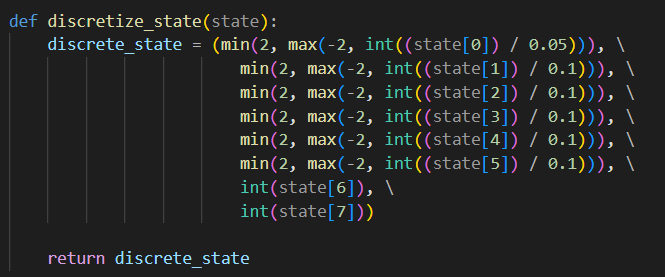 def discretize_state(state):
    discrete_state = (min(2, max(-2, int((state[0]) / 0.05))), \
                      min(2, max(-2, int((state[1]) / 0.1))), \
                      min(2, max(-2, int((state[2]) / 0.1))), \
                      min(2, max(-2, int((state[3]) / 0.1))), \
                      min(2, max(-2, int((state[4]) / 0.1))), \
                      min(2, max(-2, int((state[5]) / 0.1))), \
                      int(state[6]), \
                      int(state[7]))
    return discrete_state